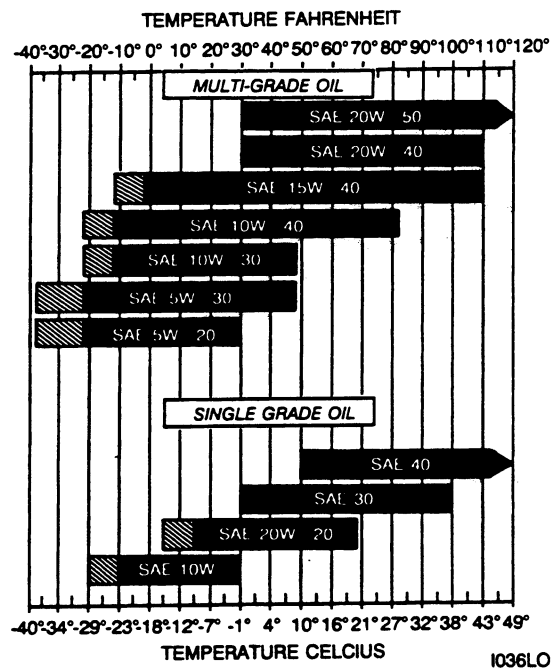 TEMPERATURE FAHRENHEIT
-40°-30°-20°-10° 0° 10° 20° 30° 40° 50° 60° 70° 80° 90° 100° 110° 120°
MULTI-GRADE OIL
SAE 20W 50
SAE 20W 40
SAE 15W 40
SAE 10W 40
SAE 10W 30
SAE 5W 30
SAE 5W 20
SINGLE GRADE OIL
SAE 40
SAE 30
SAE 20W 20
SAE 10W
-40°-34°-29°-23°-18°-12°-7° -1° 4° 10° 16° 21° 27° 32° 38° 43° 49°
TEMPERATURE CELCIUS
I036LO